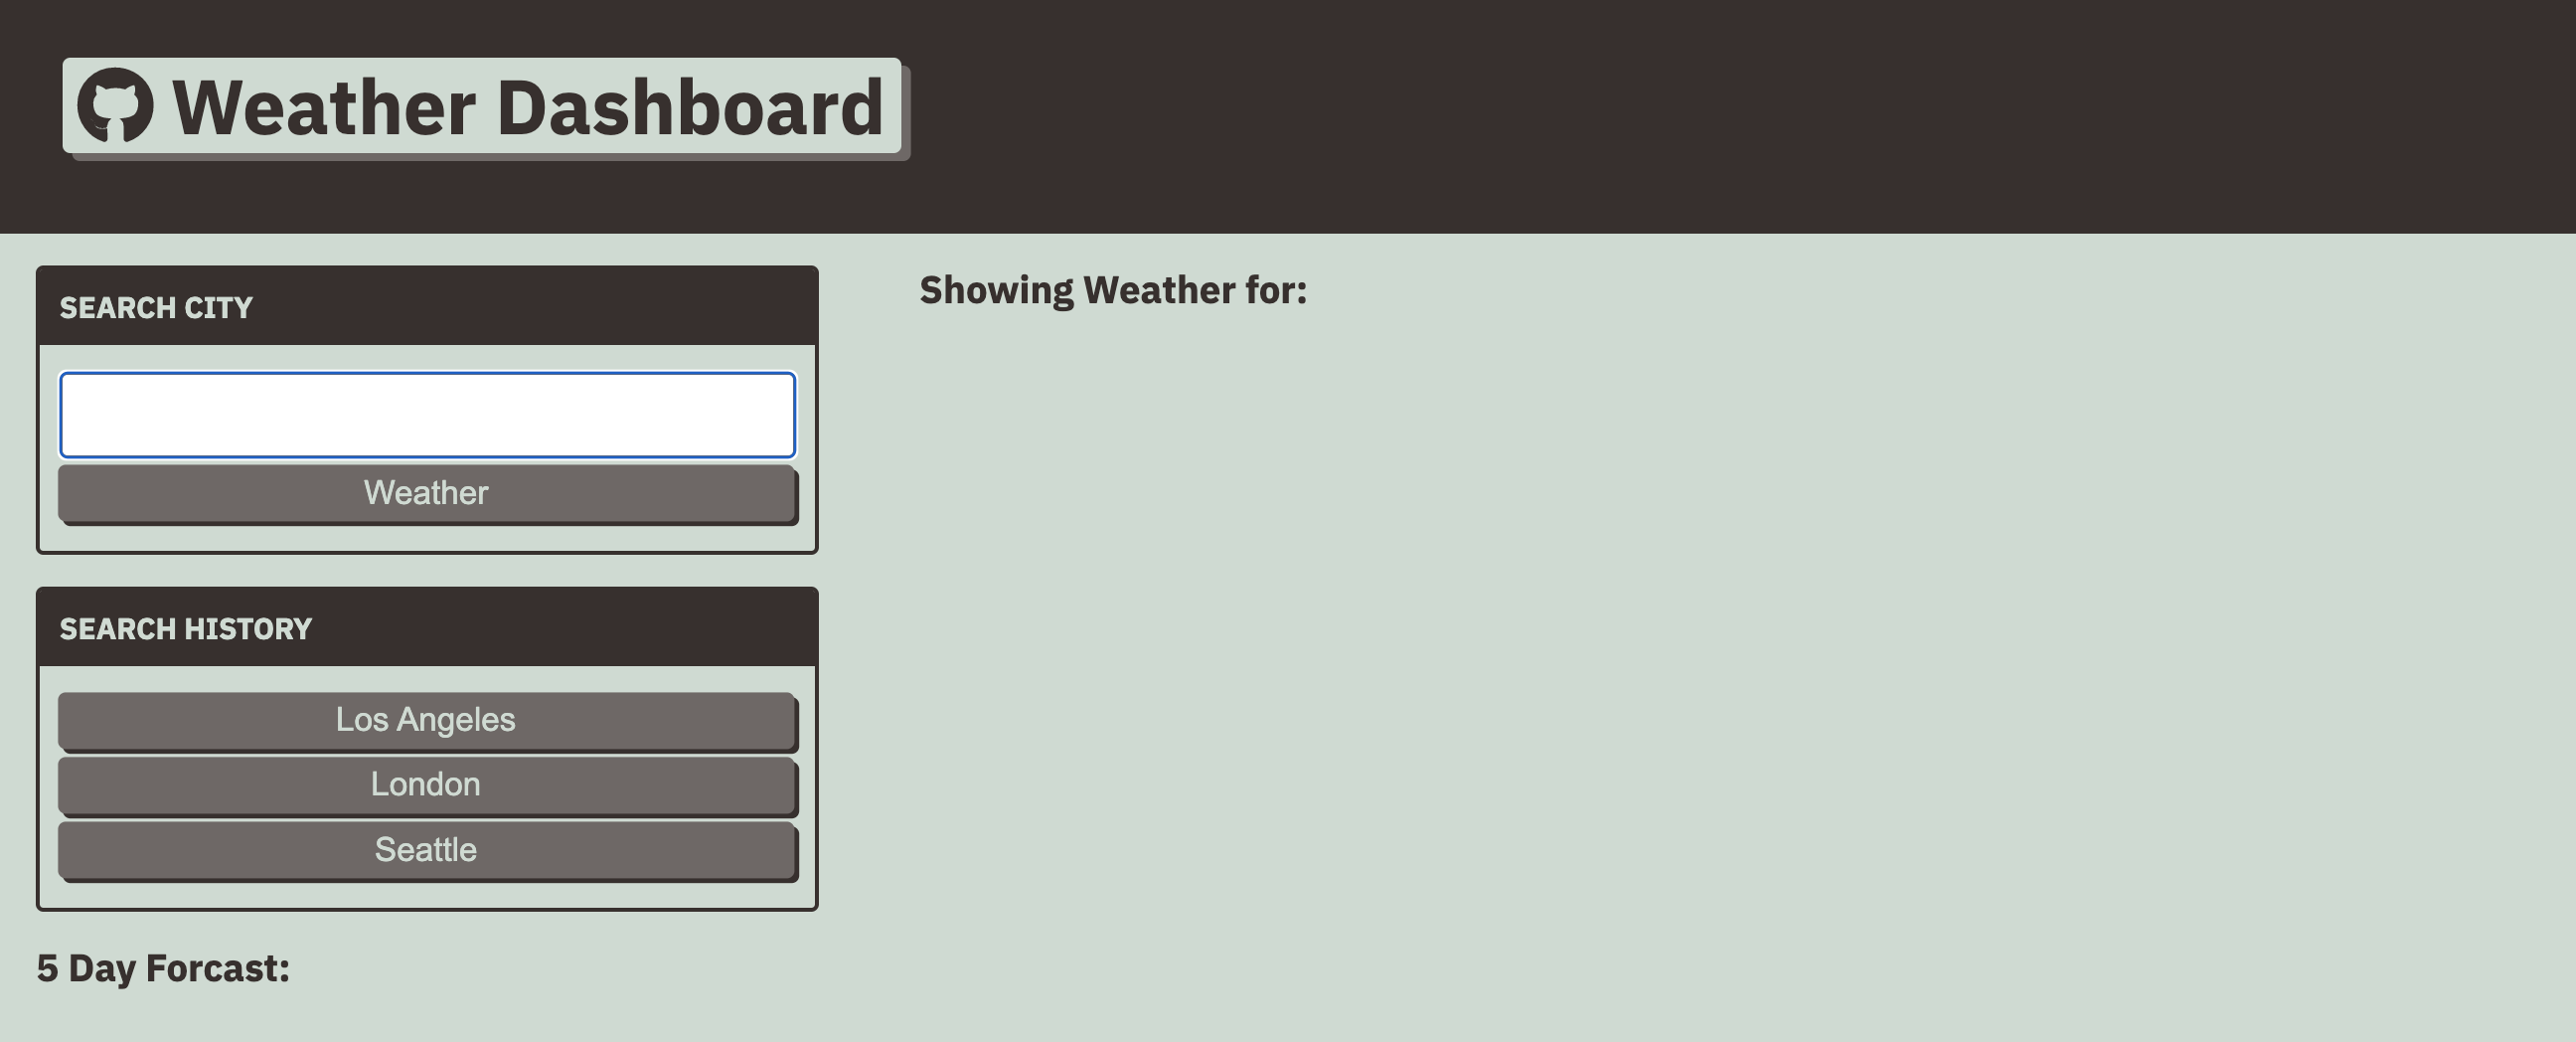 Weather Dashboard
SEARCH CITY
Weather
SEARCH HISTORY
Los Angeles
London
Seattle
Showing Weather for:
5 Day Forcast: